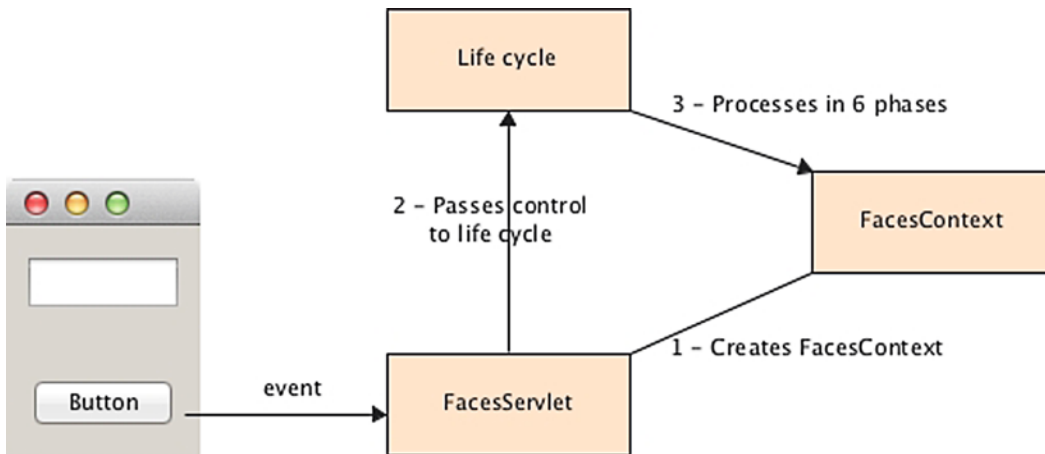 Life cycle
3 – Processes in 6 phases
2 – Passes control
to life cycle
FacesContext
1 – Creates FacesContext
event
Button
FacesServlet